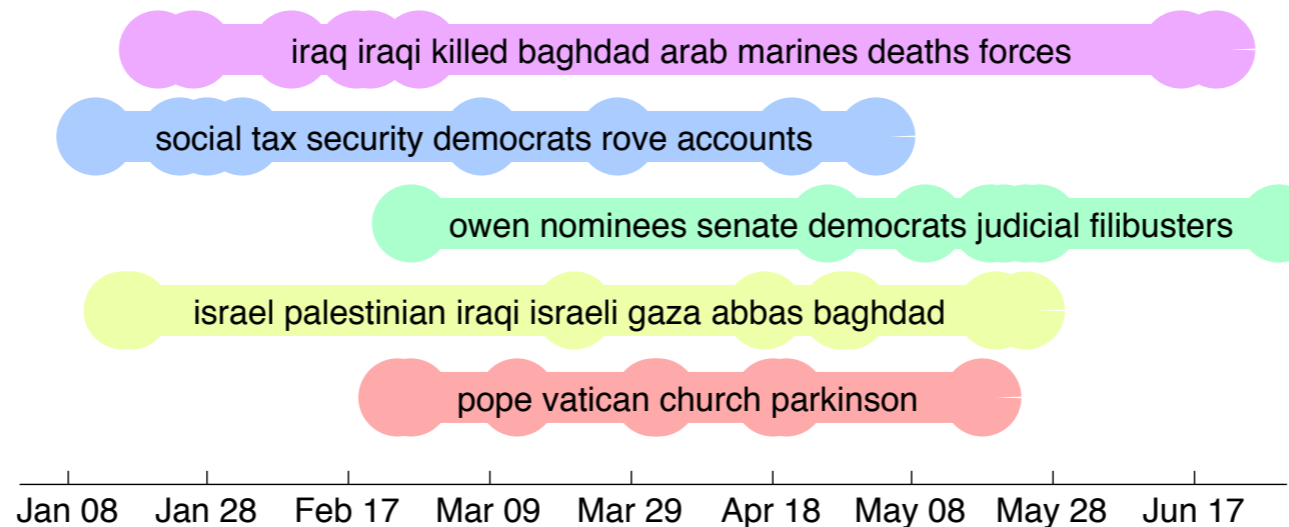 iraq iraqi killed baghdad arab marines deaths forces
social tax security democrats rove accounts
owen nominees senate democrats judicial filibusters
israel palestinian iraqi israeli gaza abbas baghdad
pope vatican church parkinson
Jan 08 Jan 28 Feb 17 Mar 09 Mar 29 Apr 18 May 08 May 28 Jun 17